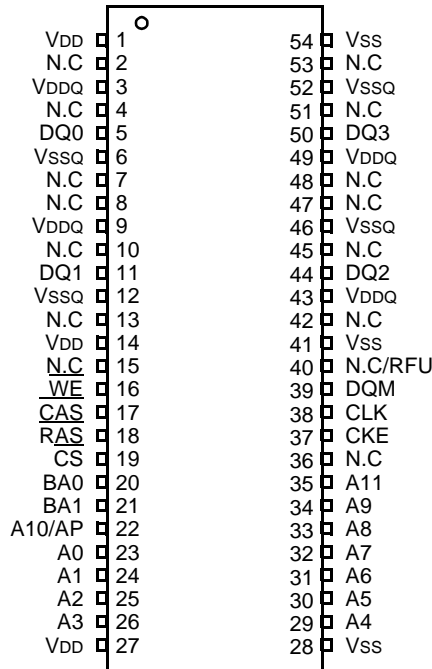 VDD 1 54 VSS
N.C 2 53 N.C
VDDQ 3 52 VSSQ
N.C 4 51 N.C
DQ0 5 50 DQ3
VSSQ 6 49 VDDQ
N.C 7 48 N.C
N.C 8 47 N.C
VDDQ 9 46 VSSQ
N.C 10 45 N.C
DQ1 11 44 DQ2
VSSQ 12 43 VDDQ
N.C 13 42 N.C
VDD 14 41 VSS
N.C 15 40 N.C/RFU
WE 16 39 DQM
CAS 17 38 CLK
RAS 18 37 CKE
CS 19 36 N.C
BA0 20 35 A11
BA1 21 34 A9
A10/AP 22 33 A8
A0 23 32 A7
A1 24 31 A6
A2 25 30 A5
A3 26 29 A4
VDD 27 28 VSS